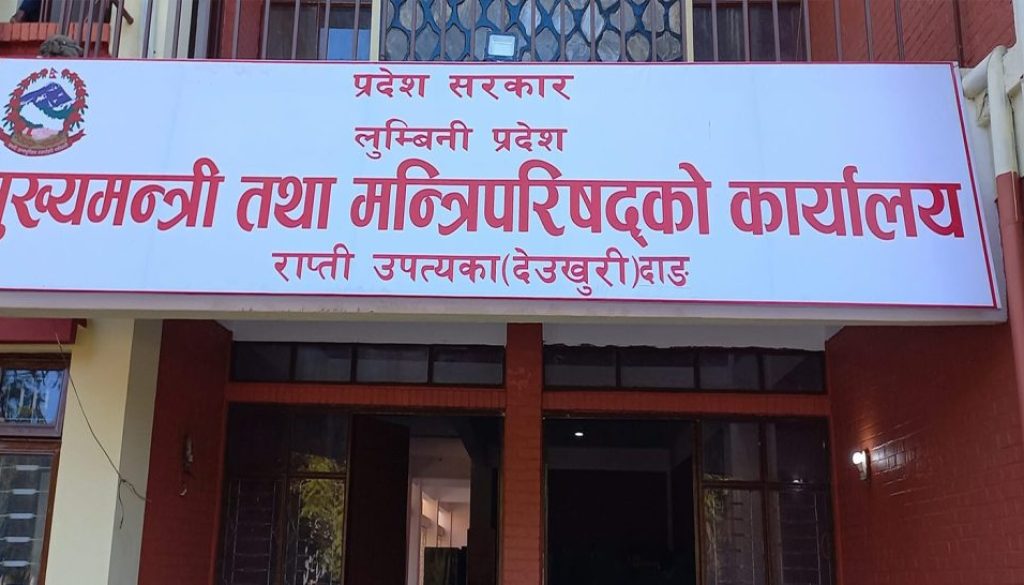 प्रदेश सरकार
लुम्बिनी प्रदेश
मुख्यमन्त्री तथा मन्त्रिपरिषद्को कार्यालय
राप्ती उपत्यका(देउखुरी)दाङ